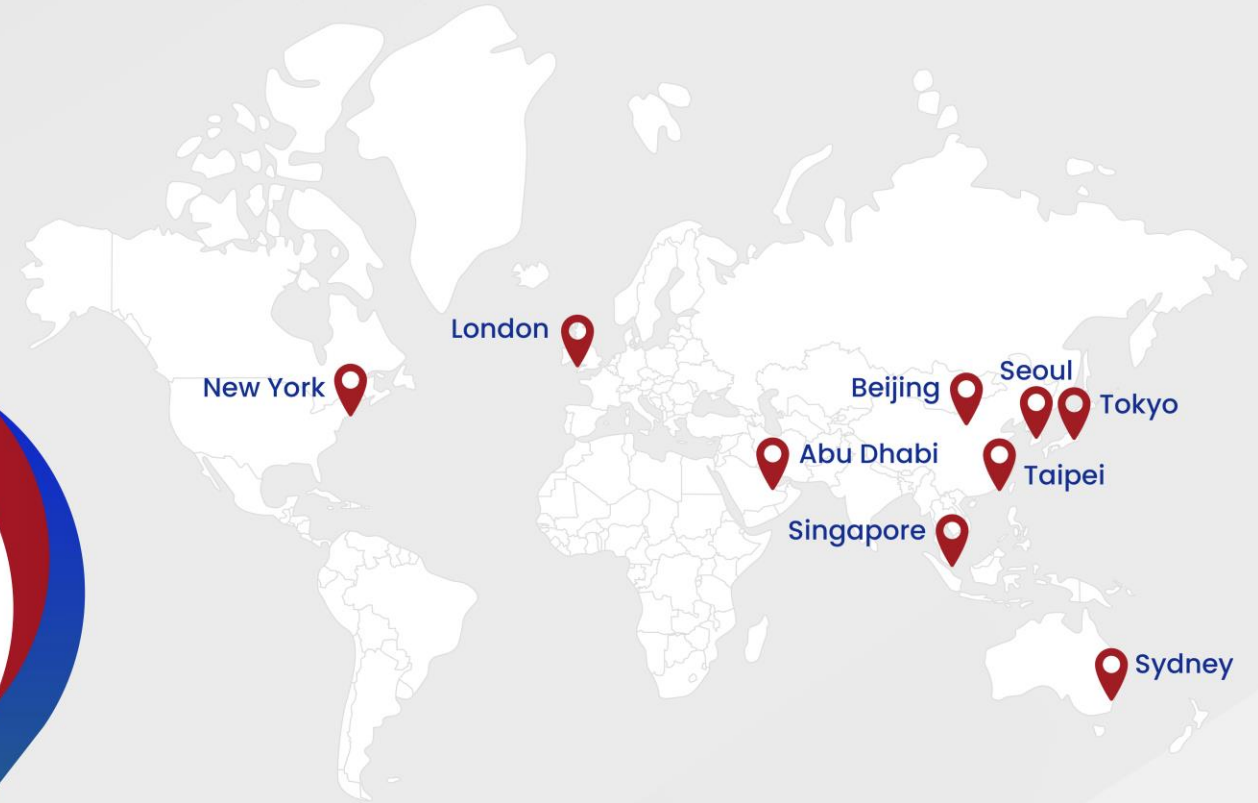 London
New York
Seoul
Beijing
Tokyo
Abu Dhabi
Taipei
Singapore
Sydney